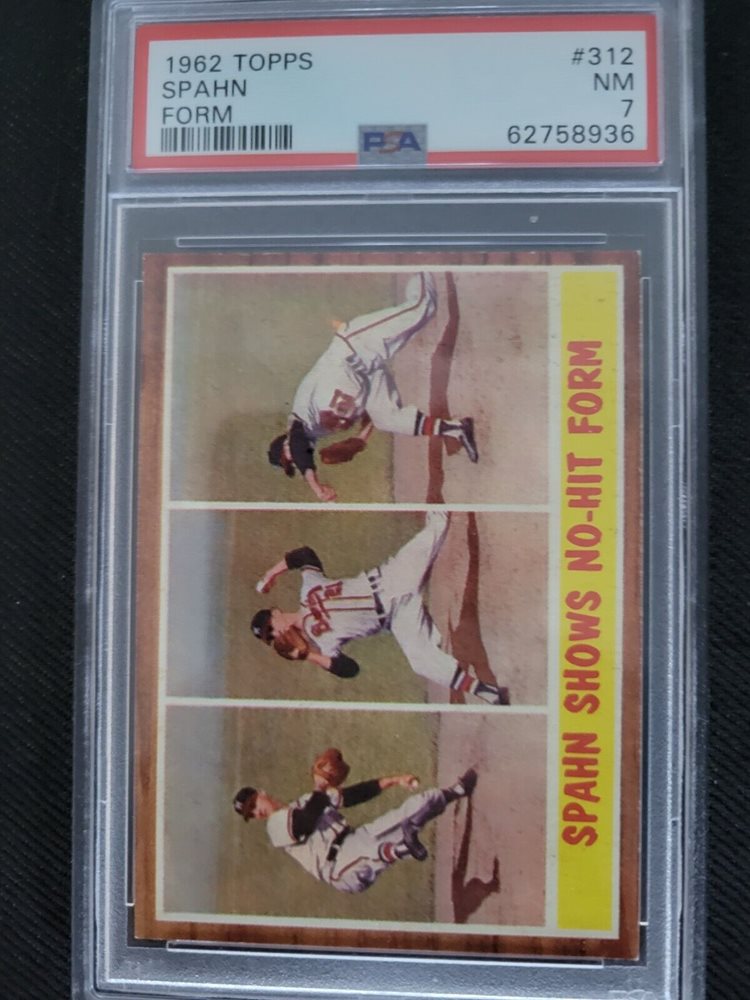 1962 TOPPS #312
SPAHN NM
FORM 7
PSA 62758936
SPAHN SHOWS NO-HIT FORM